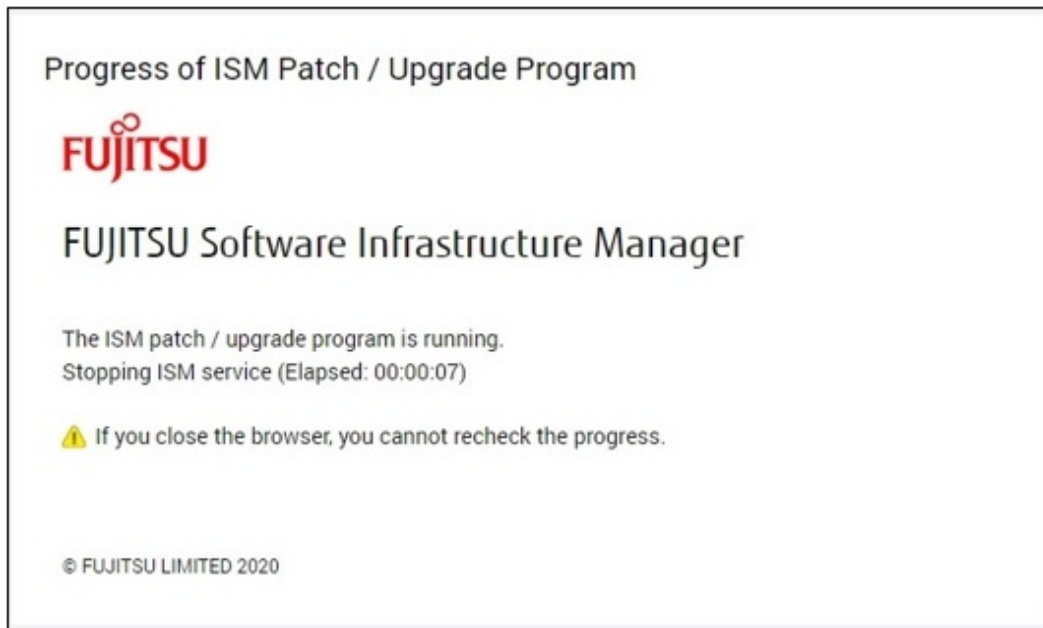 Progress of ISM Patch / Upgrade Program
FUJITSU
FUJITSU Software Infrastructure Manager
The ISM patch / upgrade program is running.
Stopping ISM service (Elapsed: 00:00:07)
If you close the browser, you cannot recheck the progress.
© FUJITSU LIMITED 2020